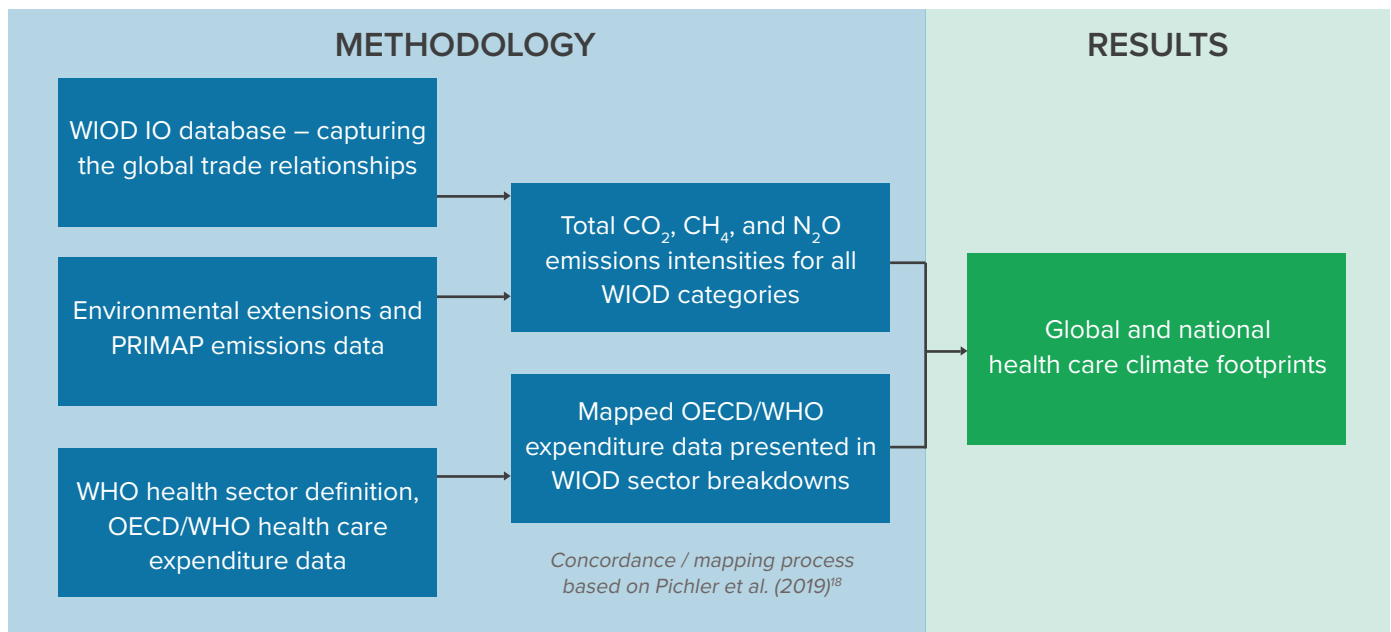 METHODOLOGY
WIOD IO database – capturing
the global trade relationships
Environmental extensions and
PRIMAP emissions data
WHO health sector definition,
OECD/WHO health care
expenditure data
Total CO₂, CH₄, and N₂O
emissions intensities for all
WIOD categories
Mapped OECD/WHO
expenditure data presented in
WIOD sector breakdowns
Concordance / mapping process
based on Pichler et al. (2019)¹⁸
RESULTS
Global and national
health care climate footprints